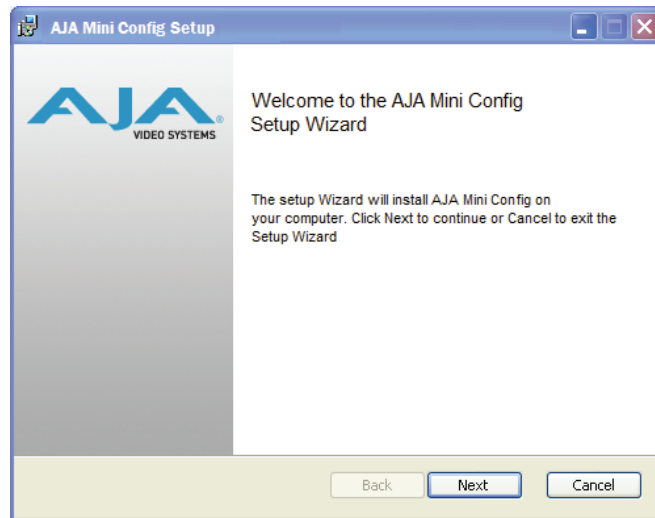 AJA Mini Config Setup
AJA®
VIDEO SYSTEMS
Welcome to the AJA Mini Config
Setup Wizard
The setup Wizard will install AJA Mini Config on
your computer. Click Next to continue or Cancel to exit the
Setup Wizard
Back
Next
Cancel